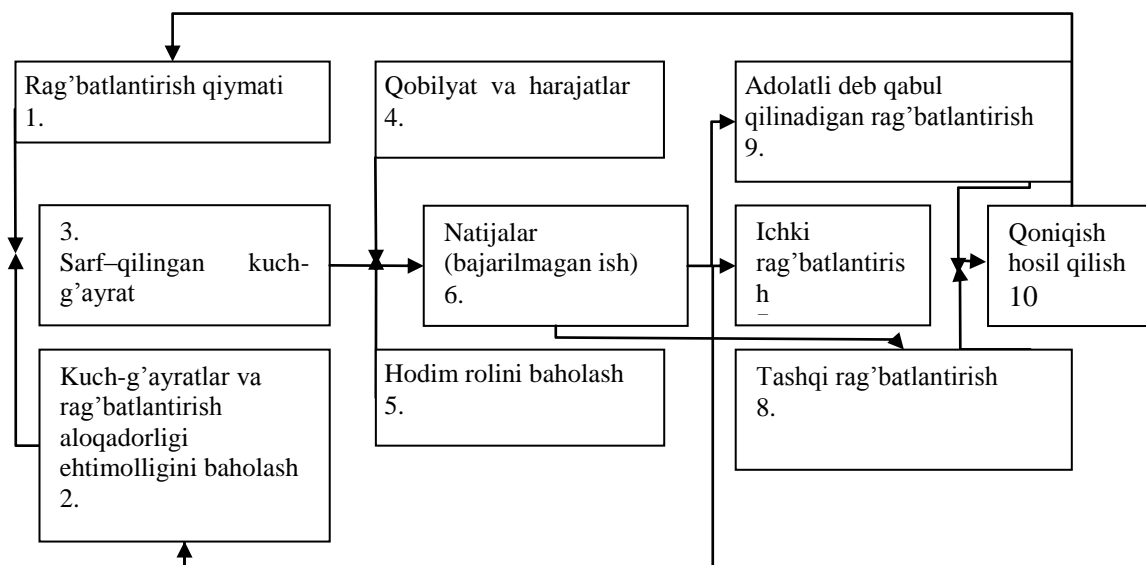 Rag’batlantirish qiymati
1.
Qobilyat va harajatlar
4.
Adolatli deb qabul
qilinadigan rag’batlantirish
9.
3.
Sarf–qilingan kuch-
g’ayrat
Natijalar
(bajarilmagan ish)
6.
Ichki
rag’batlantiris
h
Qoniqish
hosil qilish
10
Kuch-g’ayratlar va
rag’batlantirish
aloqadorligi
ehtimolligini baholash
2.
Hodim rolini baholash
5.
Tashqi rag’batlantirish
8.